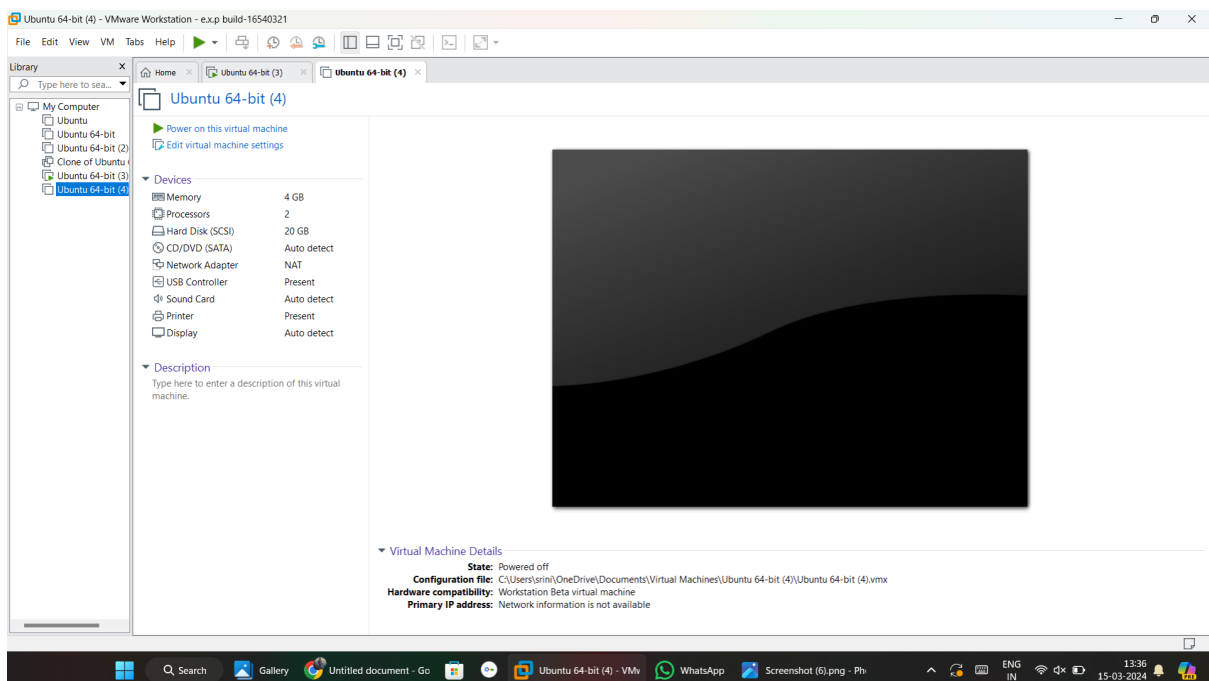 Ubuntu 64-bit (4) - VMware Workstation - e.x.p build-16540321
File Edit View VM Tabs Help
Library X
Type here to sea...
My Computer
Ubuntu
Ubuntu 64-bit
Ubuntu 64-bit (2)
Clone of Ubuntu
Ubuntu 64-bit (3)
Ubuntu 64-bit (4)
Home
Ubuntu 64-bit (3)
Ubuntu 64-bit (4)
Ubuntu 64-bit (4)
Power on this virtual machine
Edit virtual machine settings
Devices
Memory 4 GB
Processors 2
Hard Disk (SCSI) 20 GB
CD/DVD (SATA) Auto detect
Network Adapter NAT
USB Controller Present
Sound Card Auto detect
Printer Present
Display Auto detect
Description
Type here to enter a description of this virtual
machine.
Virtual Machine Details
State: Powered off
Configuration file: C:\Users\srini\OneDrive\Documents\Virtual Machines\Ubuntu 64-bit (4)\Ubuntu 64-bit (4).vmx
Hardware compatibility: Workstation Beta virtual machine
Primary IP address: Network information is not available
Search
Gallery
Untitled document - Go
Ubuntu 64-bit (4) - VMw
WhatsApp
Screenshot (6).png - Ph
ENG
IN
13:36
15-03-2024
PRE